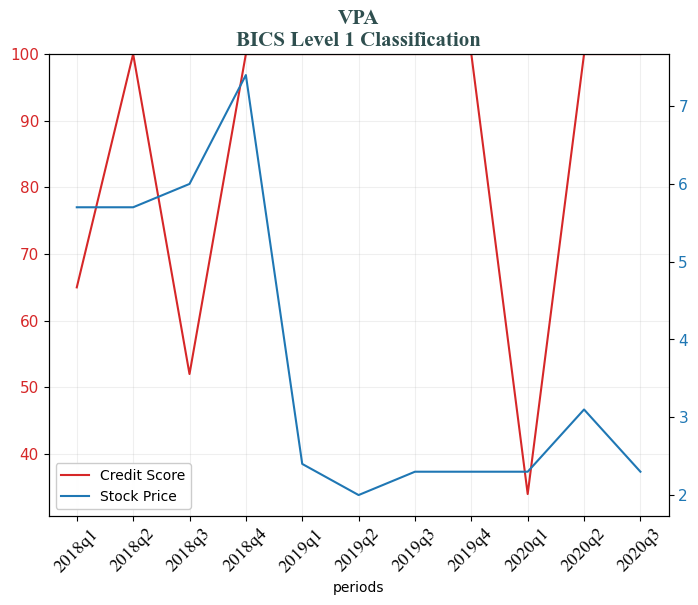 VPA
BICS Level 1 Classification
100
90
80
70
60
50
40
7
6
5
4
3
2
Credit Score
Stock Price
2018q1
2018q2
2018q3
2018q4
2019q1
2019q2
2019q3
2019q4
2020q1
2020q2
2020q3
periods